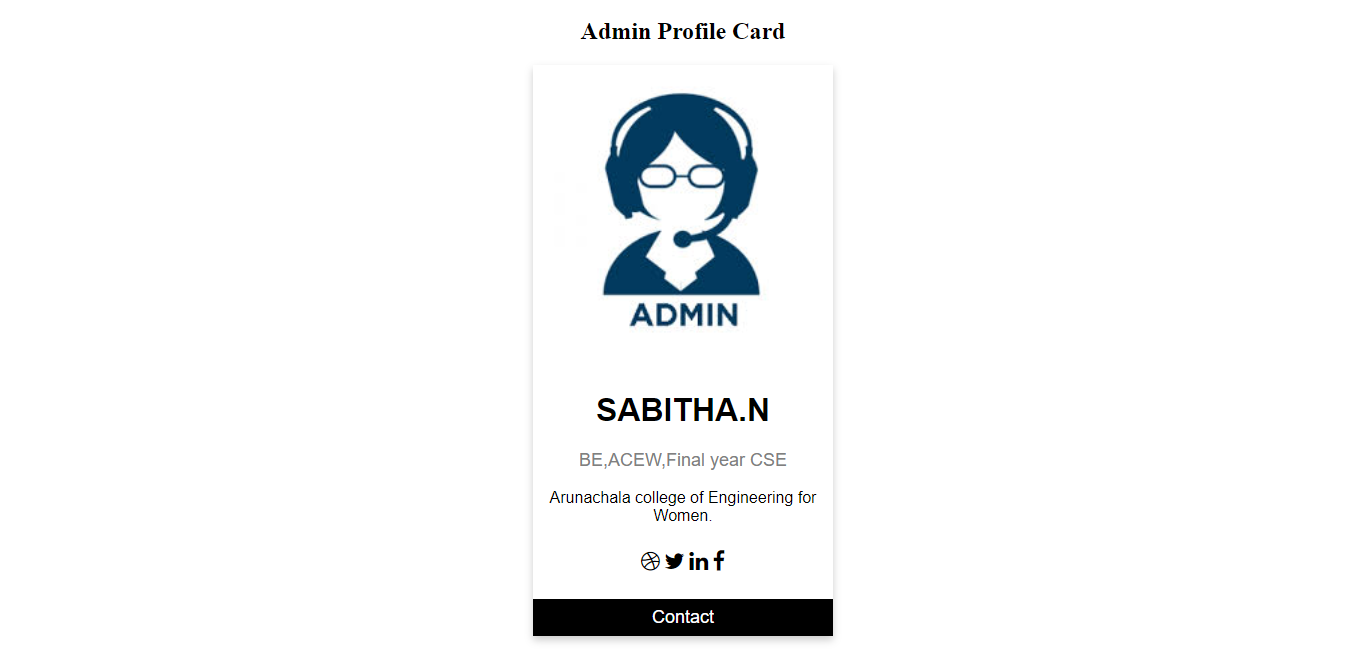 Admin Profile Card
ADMIN
SABITHA.N
BE,ACEW,Final year CSE
Arunachala college of Engineering for
Women.
Contact